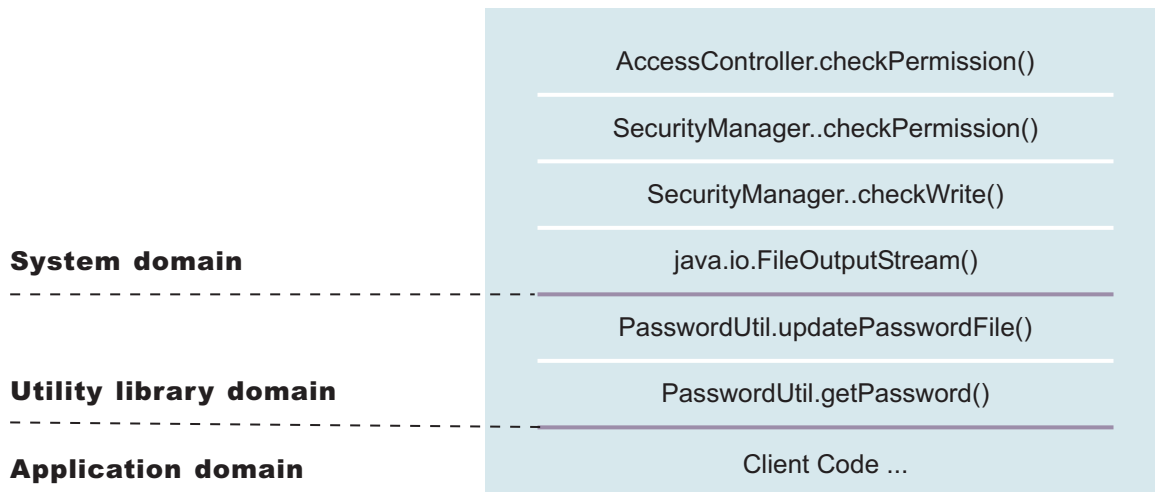 AccessController.checkPermission()
SecurityManager..checkPermission()
SecurityManager..checkWrite()
System domain
java.io.FileOutputStream()
PasswordUtil.updatePasswordFile()
Utility library domain
PasswordUtil.getPassword()
Application domain
Client Code ...